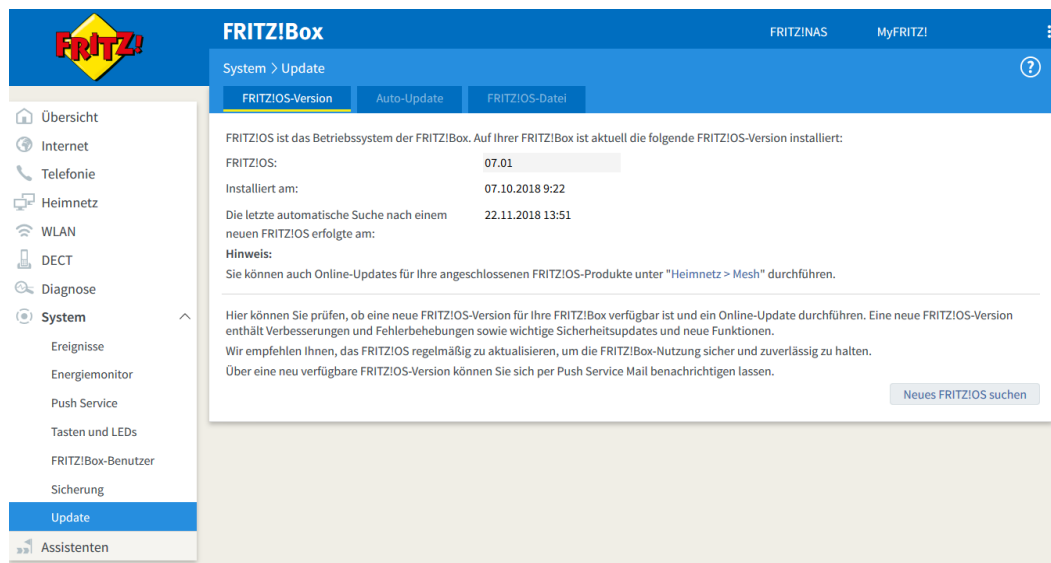 FRITZ!
FRITZ!Box
FRITZ!NAS
MyFRITZ!
System > Update
?
FRITZ!OS-Version
Auto-Update
FRITZ!OS-Datei
Übersicht
Internet
Telefonie
Heimnetz
WLAN
DECT
Diagnose
System
Ereignisse
Energiemonitor
Push Service
Tasten und LEDs
FRITZ!Box-Benutzer
Sicherung
Update
Assistenten
FRITZ!OS ist das Betriebssystem der FRITZ!Box. Auf Ihrer FRITZ!Box ist aktuell die folgende FRITZ!OS-Version installiert:
FRITZ!OS: 07.01
Installiert am: 07.10.2018 9:22
Die letzte automatische Suche nach einem 22.11.2018 13:51
neuen FRITZ!OS erfolgte am:
Hinweis:
Sie können auch Online-Updates für Ihre angeschlossenen FRITZ!OS-Produkte unter "Heimnetz > Mesh" durchführen.
Hier können Sie prüfen, ob eine neue FRITZ!OS-Version für Ihre FRITZ!Box verfügbar ist und ein Online-Update durchführen. Eine neue FRITZ!OS-Version
enthält Verbesserungen und Fehlerbehebungen sowie wichtige Sicherheitsupdates und neue Funktionen.
Wir empfehlen Ihnen, das FRITZ!OS regelmäßig zu aktualisieren, um die FRITZ!Box-Nutzung sicher und zuverlässig zu halten.
Über eine neu verfügbare FRITZ!OS-Version können Sie sich per Push Service Mail benachrichtigen lassen.
Neues FRITZ!OS suchen